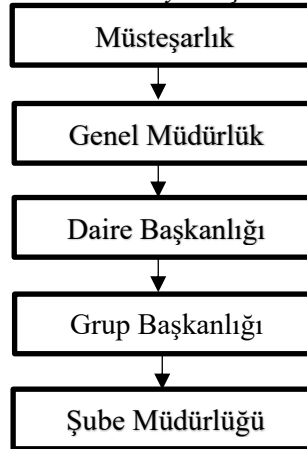 Müsteşarlık
Genel Müdürlük
Daire Başkanlığı
Grup Başkanlığı
Şube Müdürlüğü